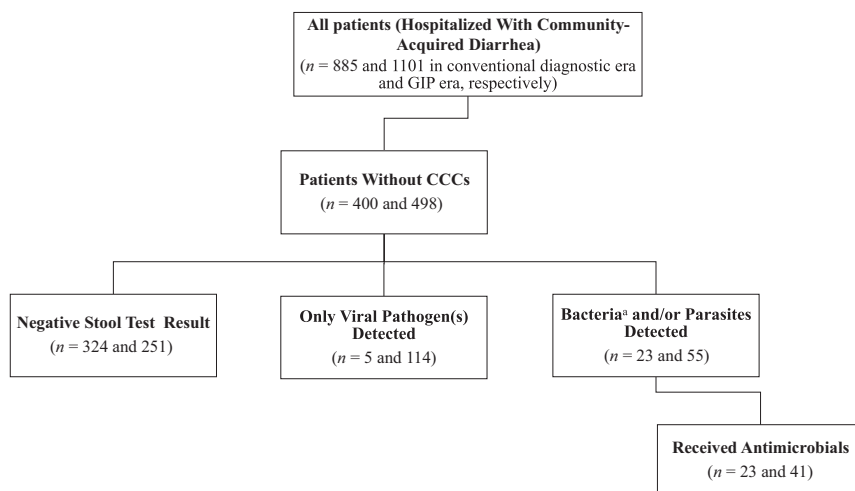 All patients (Hospitalized With Community-
Acquired Diarrhea)
(n = 885 and 1101 in conventional diagnostic era
and GIP era, respectively)
Patients Without CCCs
(n = 400 and 498)
Negative Stool Test Result
(n = 324 and 251)
Only Viral Pathogen(s)
Detected
(n = 5 and 114)
Bacteriaᵃ and/or Parasites
Detected
(n = 23 and 55)
Received Antimicrobials
(n = 23 and 41)